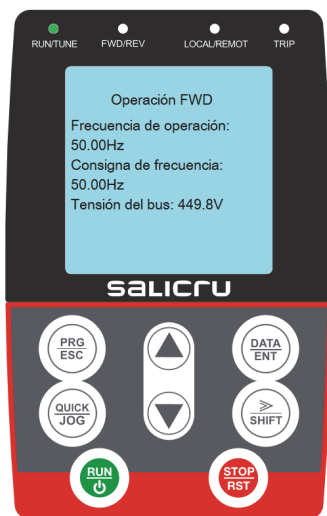 RUN/TUNE FWD/REV LOCAL/REMOT TRIP
Operación FWD
Frecuencia de operación:
50.00Hz
Consigna de frecuencia:
50.00Hz
Tensión del bus: 449.8V
salicru
PRG
ESC
DATA
ENT
QUICK
JOG
SHIFT
RUN
STOP
RST